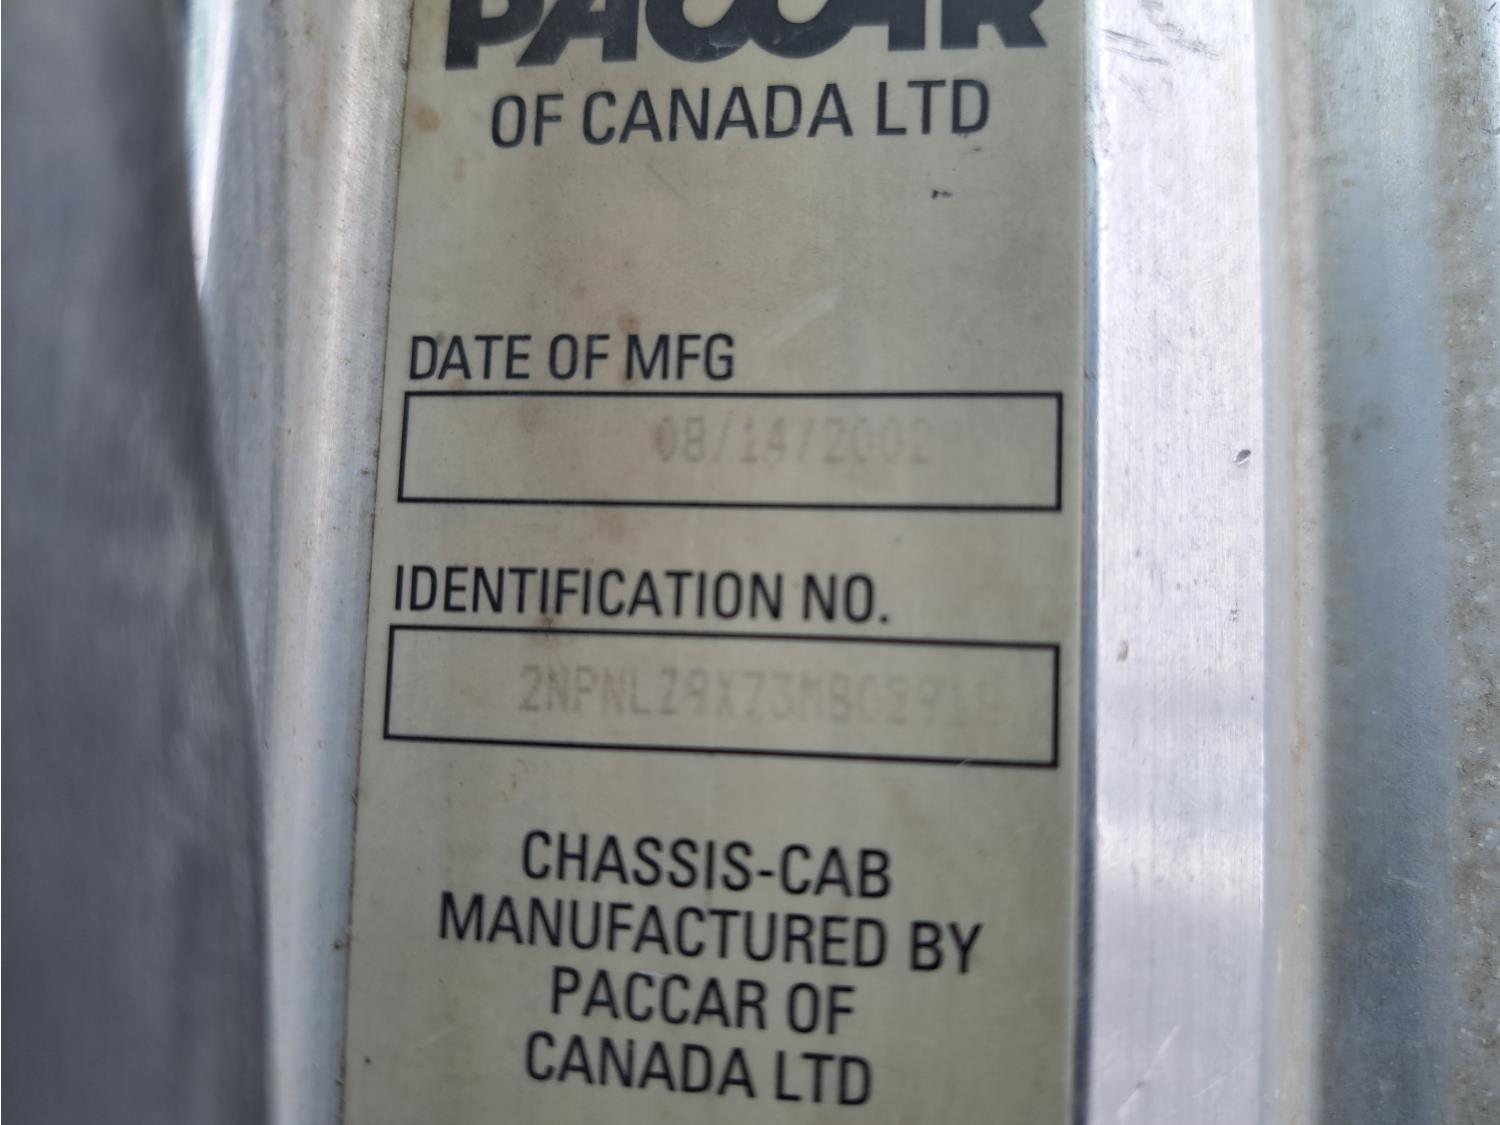 PACCAR
OF CANADA LTD
DATE OF MFG
08/14/2002
IDENTIFICATION NO.
CHASSIS-CAB
MANUFACTURED BY
PACCAR OF
CANADA LTD